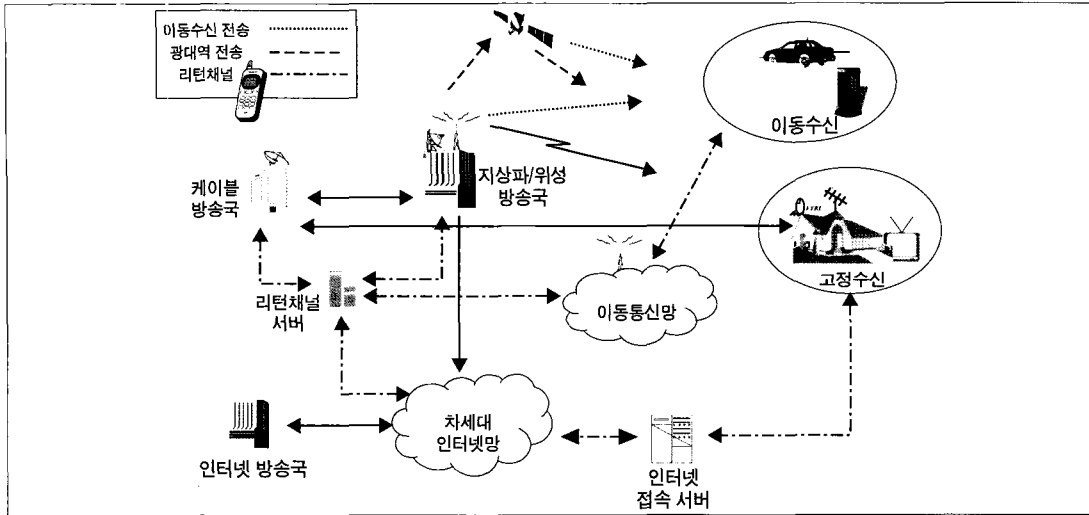 이동수신 전송
광대역 전송
리턴채널
이동수신
지상파/위성
방송국
케이블
방송국
고정수신
리턴채널
서버
이동통신망
차세대
인터넷망
인터넷 방송국
인터넷
접속 서버